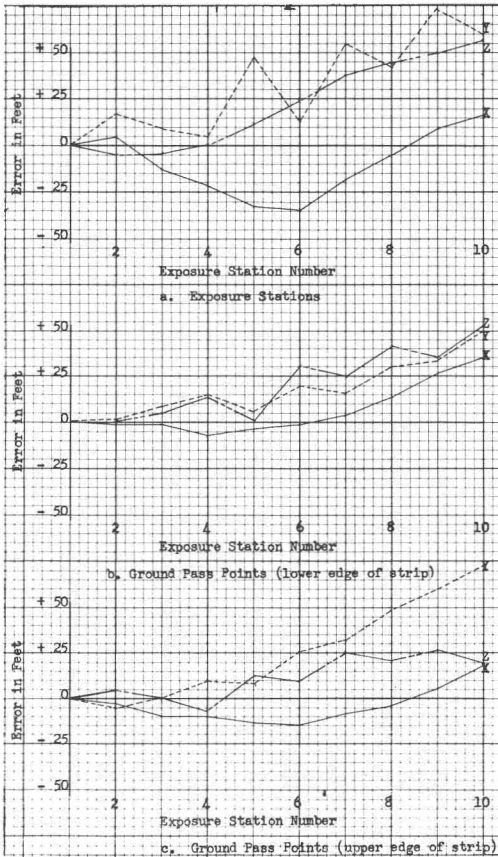 + 50
+ 25
0
- 25
- 50
Error in Feet
Y
Z
X
2 4 6 8 10
Exposure Station Number
a. Exposure Stations
+ 50
+ 25
0
- 25
- 50
Error in Feet
Z
Y
X
2 4 6 8 10
Exposure Station Number
b. Ground Pass Points (lower edge of strip)
+ 50
+ 25
0
- 25
- 50
Error in Feet
Y
Z
X
2 4 6 8 10
Exposure Station Number
c. Ground Pass Points (upper edge of strip)